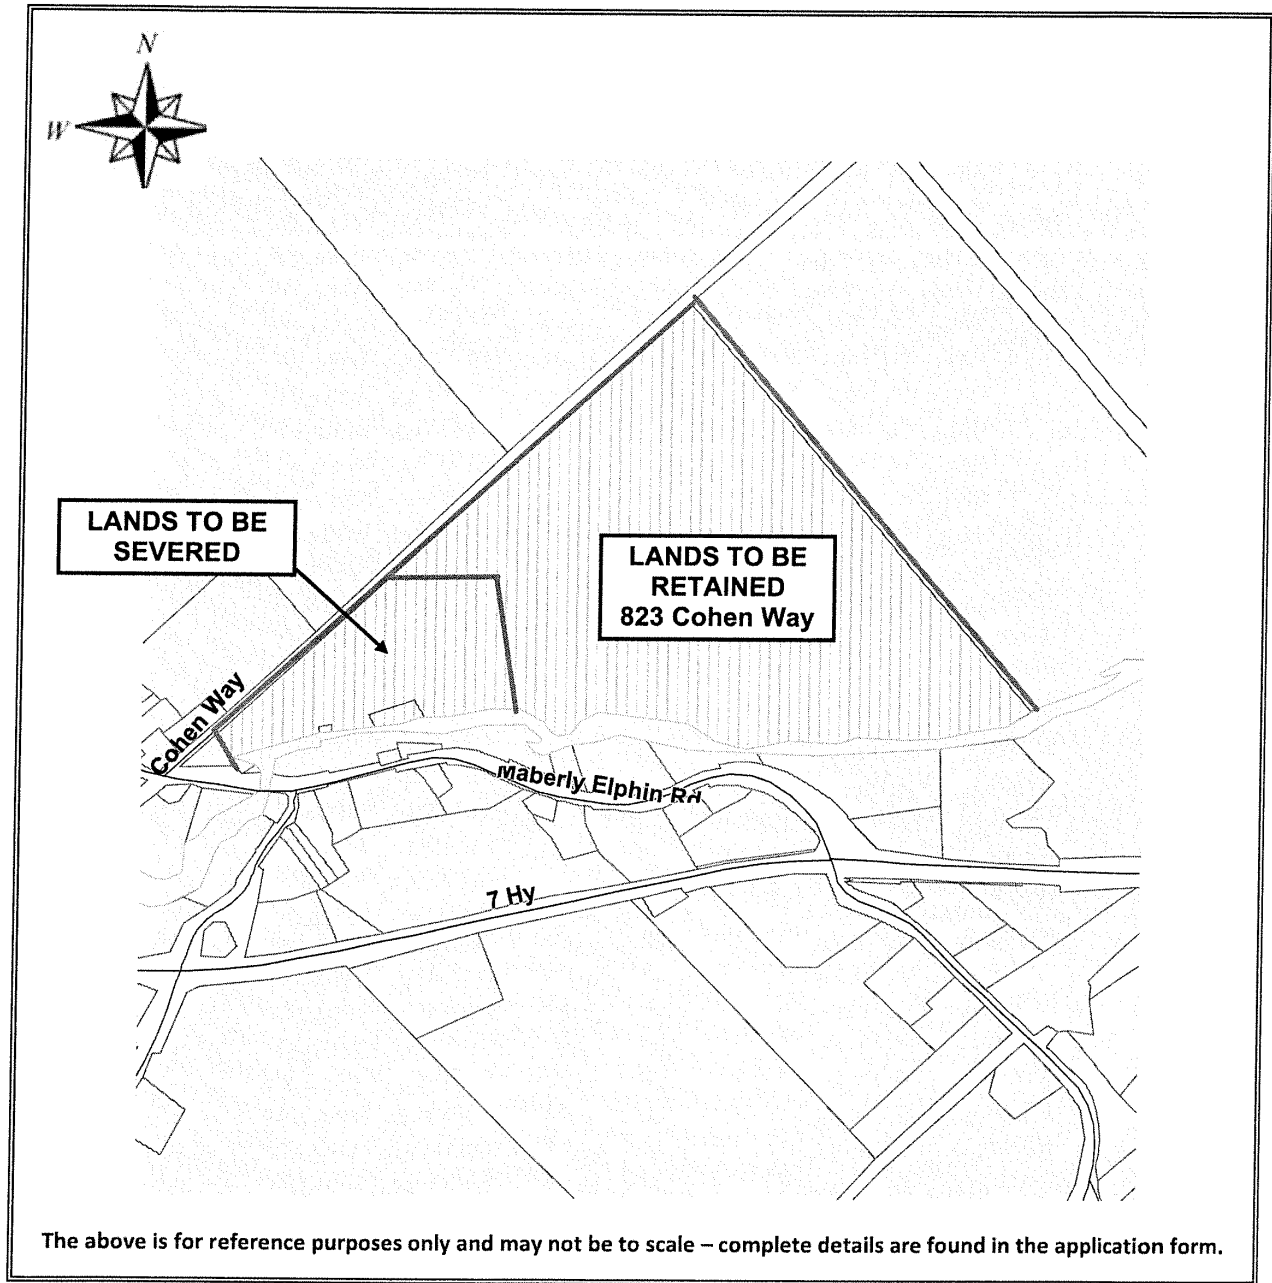 N
W
LANDS TO BE
SEVERED
LANDS TO BE
RETAINED
823 Cohen Way
Cohen Way
Maberly Elphin Rd
7 Hy
The above is for reference purposes only and may not be to scale – complete details are found in the application form.